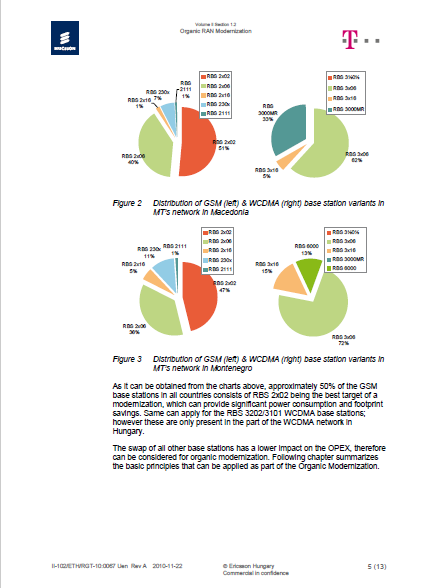 Volume II Section 1.2
Organic RAN Modernization
ERICSSON
T
RBS 2x02
RBS 2x06
RBS 2x16
RBS 230x
RBS 2111
RBS 2x16
1%
RBS 230x
7%
RBS
2111
1%
RBS 2x02
51%
RBS 2x06
40%
RBS 3x06
RBS 3x16
RBS 3000MR
RBS
3000MR
33%
RBS 3x16
5%
RBS 3x06
62%
Figure 2 Distribution of GSM (left) & WCDMA (right) base station variants in
MT's network in Macedonia
RBS 2x02
RBS 2x06
RBS 2x16
RBS 230x
RBS 2111
RBS 230x
11%
RBS 2111
1%
RBS 2x16
5%
RBS 2x02
47%
RBS 2x06
36%
RBS 3x06
RBS 3x16
RBS 3000MR
RBS 6000
RBS 6000
13%
RBS 3x16
15%
RBS 3x06
72%
Figure 3 Distribution of GSM (left) & WCDMA (right) base station variants in
MT's network in Montenegro
As it can be obtained from the charts above, approximately 50% of the GSM
base stations in all countries consists of RBS 2x02 being the best target of a
modernization, which can provide significant power consumption and footprint
savings. Same can apply for the RBS 3202/3101 WCDMA base stations;
however these are only present in the part of the WCDMA network in
Hungary.
The swap of all other base stations has a lower impact on the OPEX, therefore
can be considered for organic modernization. Following chapter summarizes
the basic principles that can be applied as part of the Organic Modernization.
II-102/ETH/RGT-10:0067 Uen Rev A 2010-11-22
© Ericsson Hungary
Commercial in confidence
5 (13)